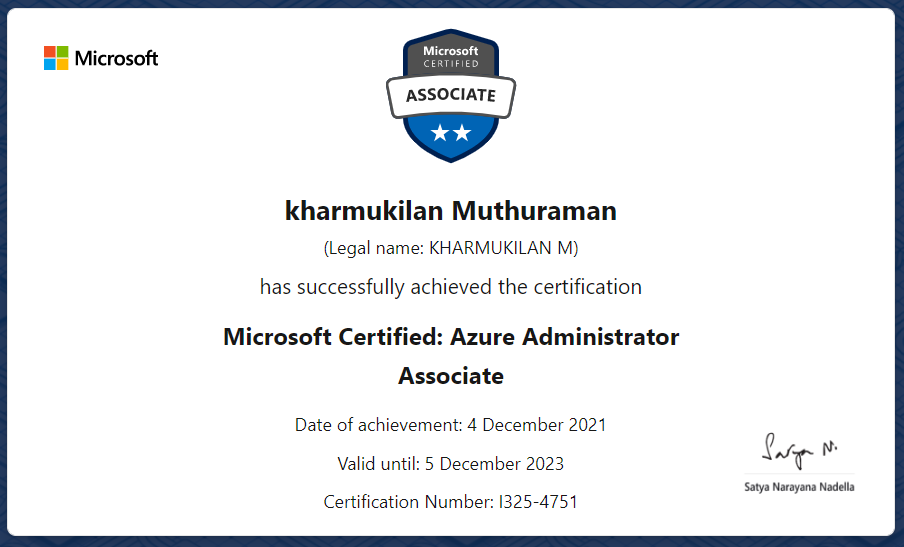 Microsoft
Microsoft
CERTIFIED
ASSOCIATE
kharmukilan Muthuraman
(Legal name: KHARMUKILAN M)
has successfully achieved the certification
Microsoft Certified: Azure Administrator
Associate
Date of achievement: 4 December 2021
Valid until: 5 December 2023
Certification Number: I325-4751
Satya N.
Satya Narayana Nadella